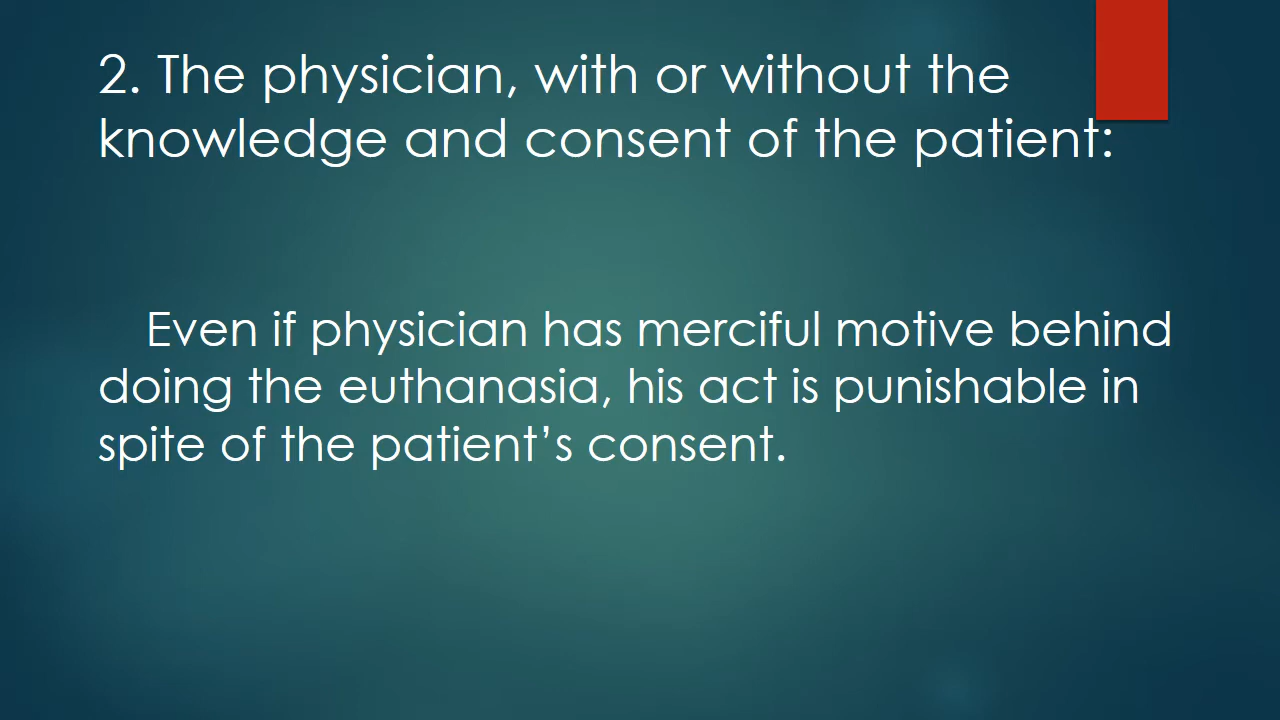 2. The physician, with or without the
knowledge and consent of the patient:
Even if physician has merciful motive behind
doing the euthanasia, his act is punishable in
spite of the patient’s consent.